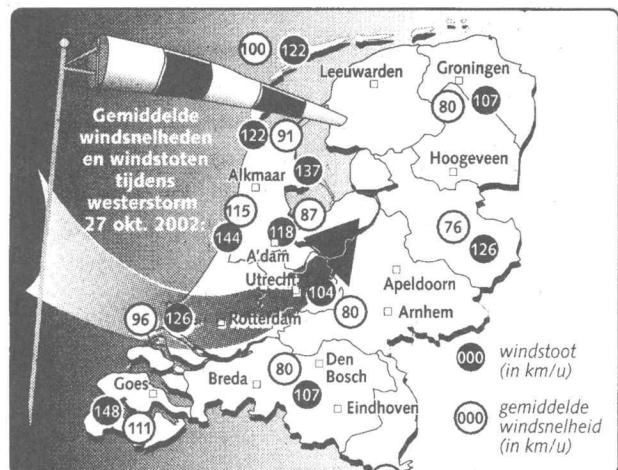 100 122
Leeuwarden
Groningen
80 107
Gemiddelde
windsnelheden
en windstoten
tijdens
westerstorm
27 okt. 2002:
122 91
Hoogeveen
137
Alkmaar
115
87
144
118
A'dam
76
126
Utrecht
104
Apeldoorn
96
126
Rotterdam
80
Arnhem
000 windstoot
(in km/u)
Goes
Breda
80
Den
Bosch
107
Eindhoven
148
111
000 gemiddelde
windsnelheid
(in km/u)